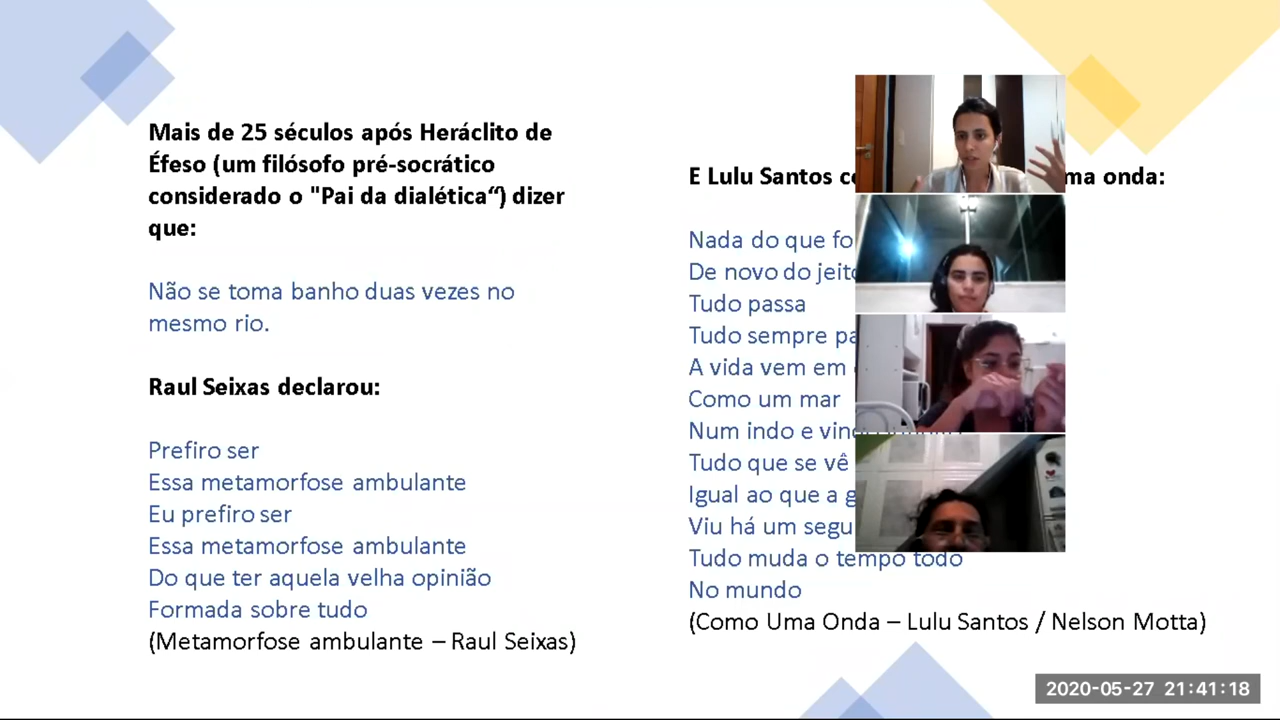 Mais de 25 séculos após Heráclito de
Éfeso (um filósofo pré-socrático
considerado o "Pai da dialética“) dizer
que:
Não se toma banho duas vezes no
mesmo rio.
Raul Seixas declarou:
Prefiro ser
Essa metamorfose ambulante
Eu prefiro ser
Essa metamorfose ambulante
Do que ter aquela velha opinião
Formada sobre tudo
(Metamorfose ambulante – Raul Seixas)
E Lulu Santos onda:
Nada do que
De novo do
Tudo passa
Tudo sempre
A vida vem em
Como um mar
Num indo e
Tudo que se vê
Igual ao que a
Viu há um
Tudo muda o tempo todo
No mundo
(Como Uma Onda – Lulu Santos / Nelson Motta)
2020-05-27 21:41:18